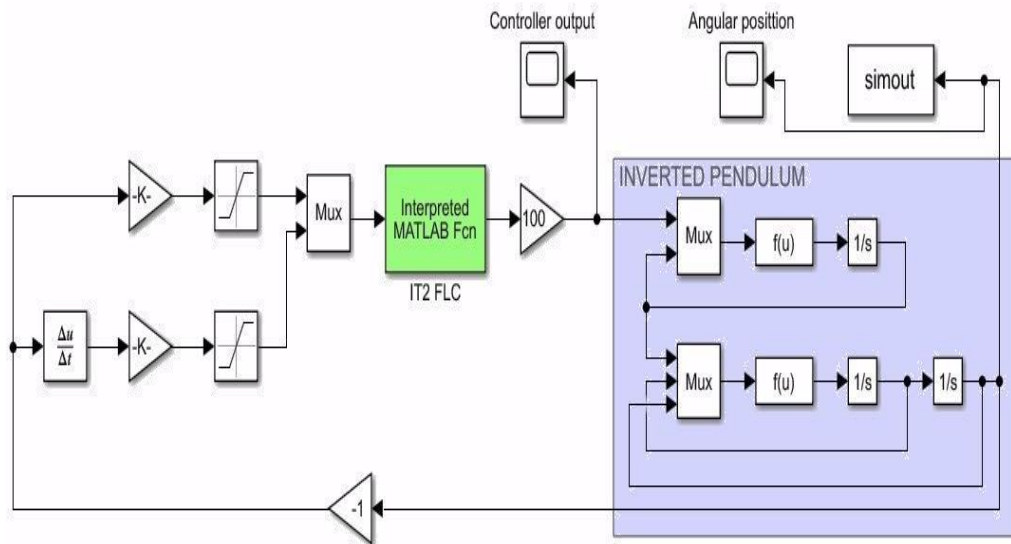 Controller output
Angular posittion
simout
INVERTED PENDULUM
-K-
Mux
Interpreted
MATLAB Fcn
IT2 FLC
100
Mux
f(u)
1/s
Δu
Δt
-K-
Mux
f(u)
1/s
1/s
-1